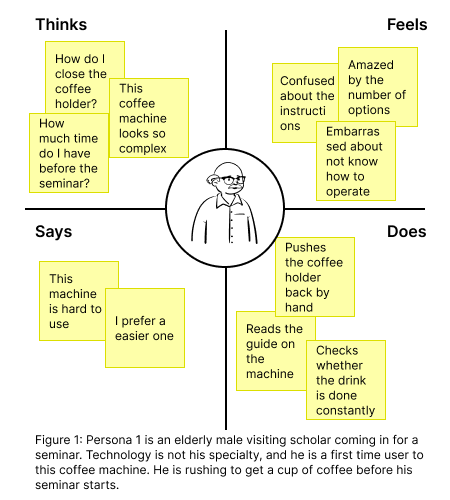 Thinks
How do I
close the
coffee
holder?
This
coffee
machine
looks so
complex
How
much time
do I have
before the
seminar?
Feels
Confused
about the
instructi
ons
Amazed
by the
number of
options
Embarras
sed about
not know
how to
operate
Says
This
machine
is hard to
use
I prefer a
easier one
Does
Pushes
the coffee
holder
back by
hand
Reads the
guide on
the
machine
Checks
whether
the drink
is done
constantly
Figure 1: Persona 1 is an elderly male visiting scholar coming in for a
seminar. Technology is not his specialty, and he is a first time user to
this coffee machine. He is rushing to get a cup of coffee before his
seminar starts.